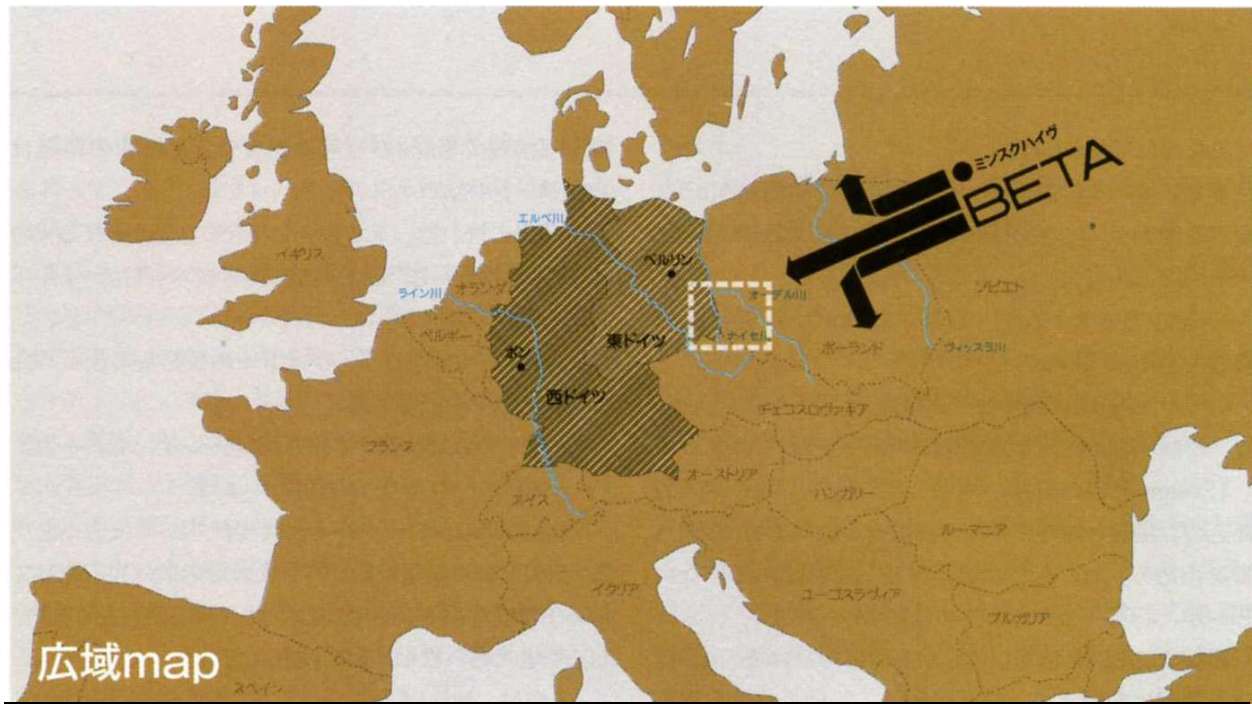 ミンスクハイヴ
BETA
エルベ川
ベルリン
イギリス
オランダ
ライン川
オーデル川
ソビエト
ベルギー
東ドイツ
ナイセ川
ポーランド
ヴィッスラ川
ボン
西ドイツ
チェコスロヴァキア
フランス
オーストリア
スイス
ハンガリー
ルーマニア
イタリア
ユーゴスラヴィア
ブルガリア
広域map
スペイン